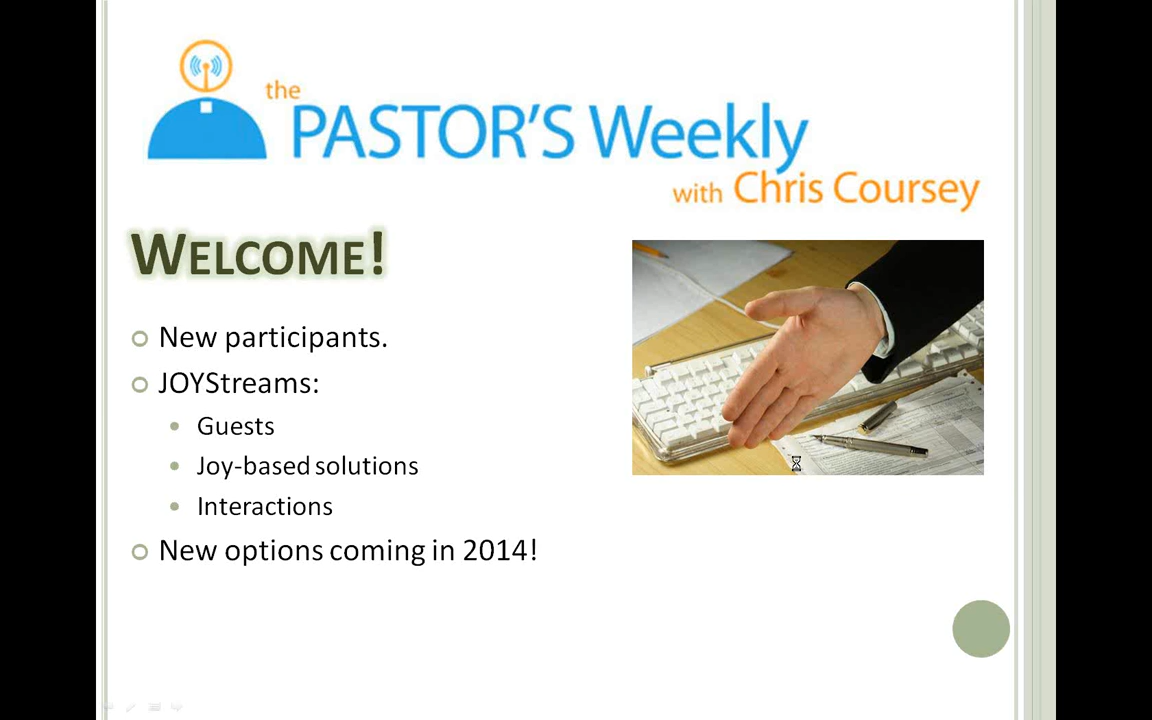 the
PASTOR'S Weekly
with Chris Coursey
WELCOME!
New participants.
JOYStreams:
Guests
Joy-based solutions
Interactions
New options coming in 2014!